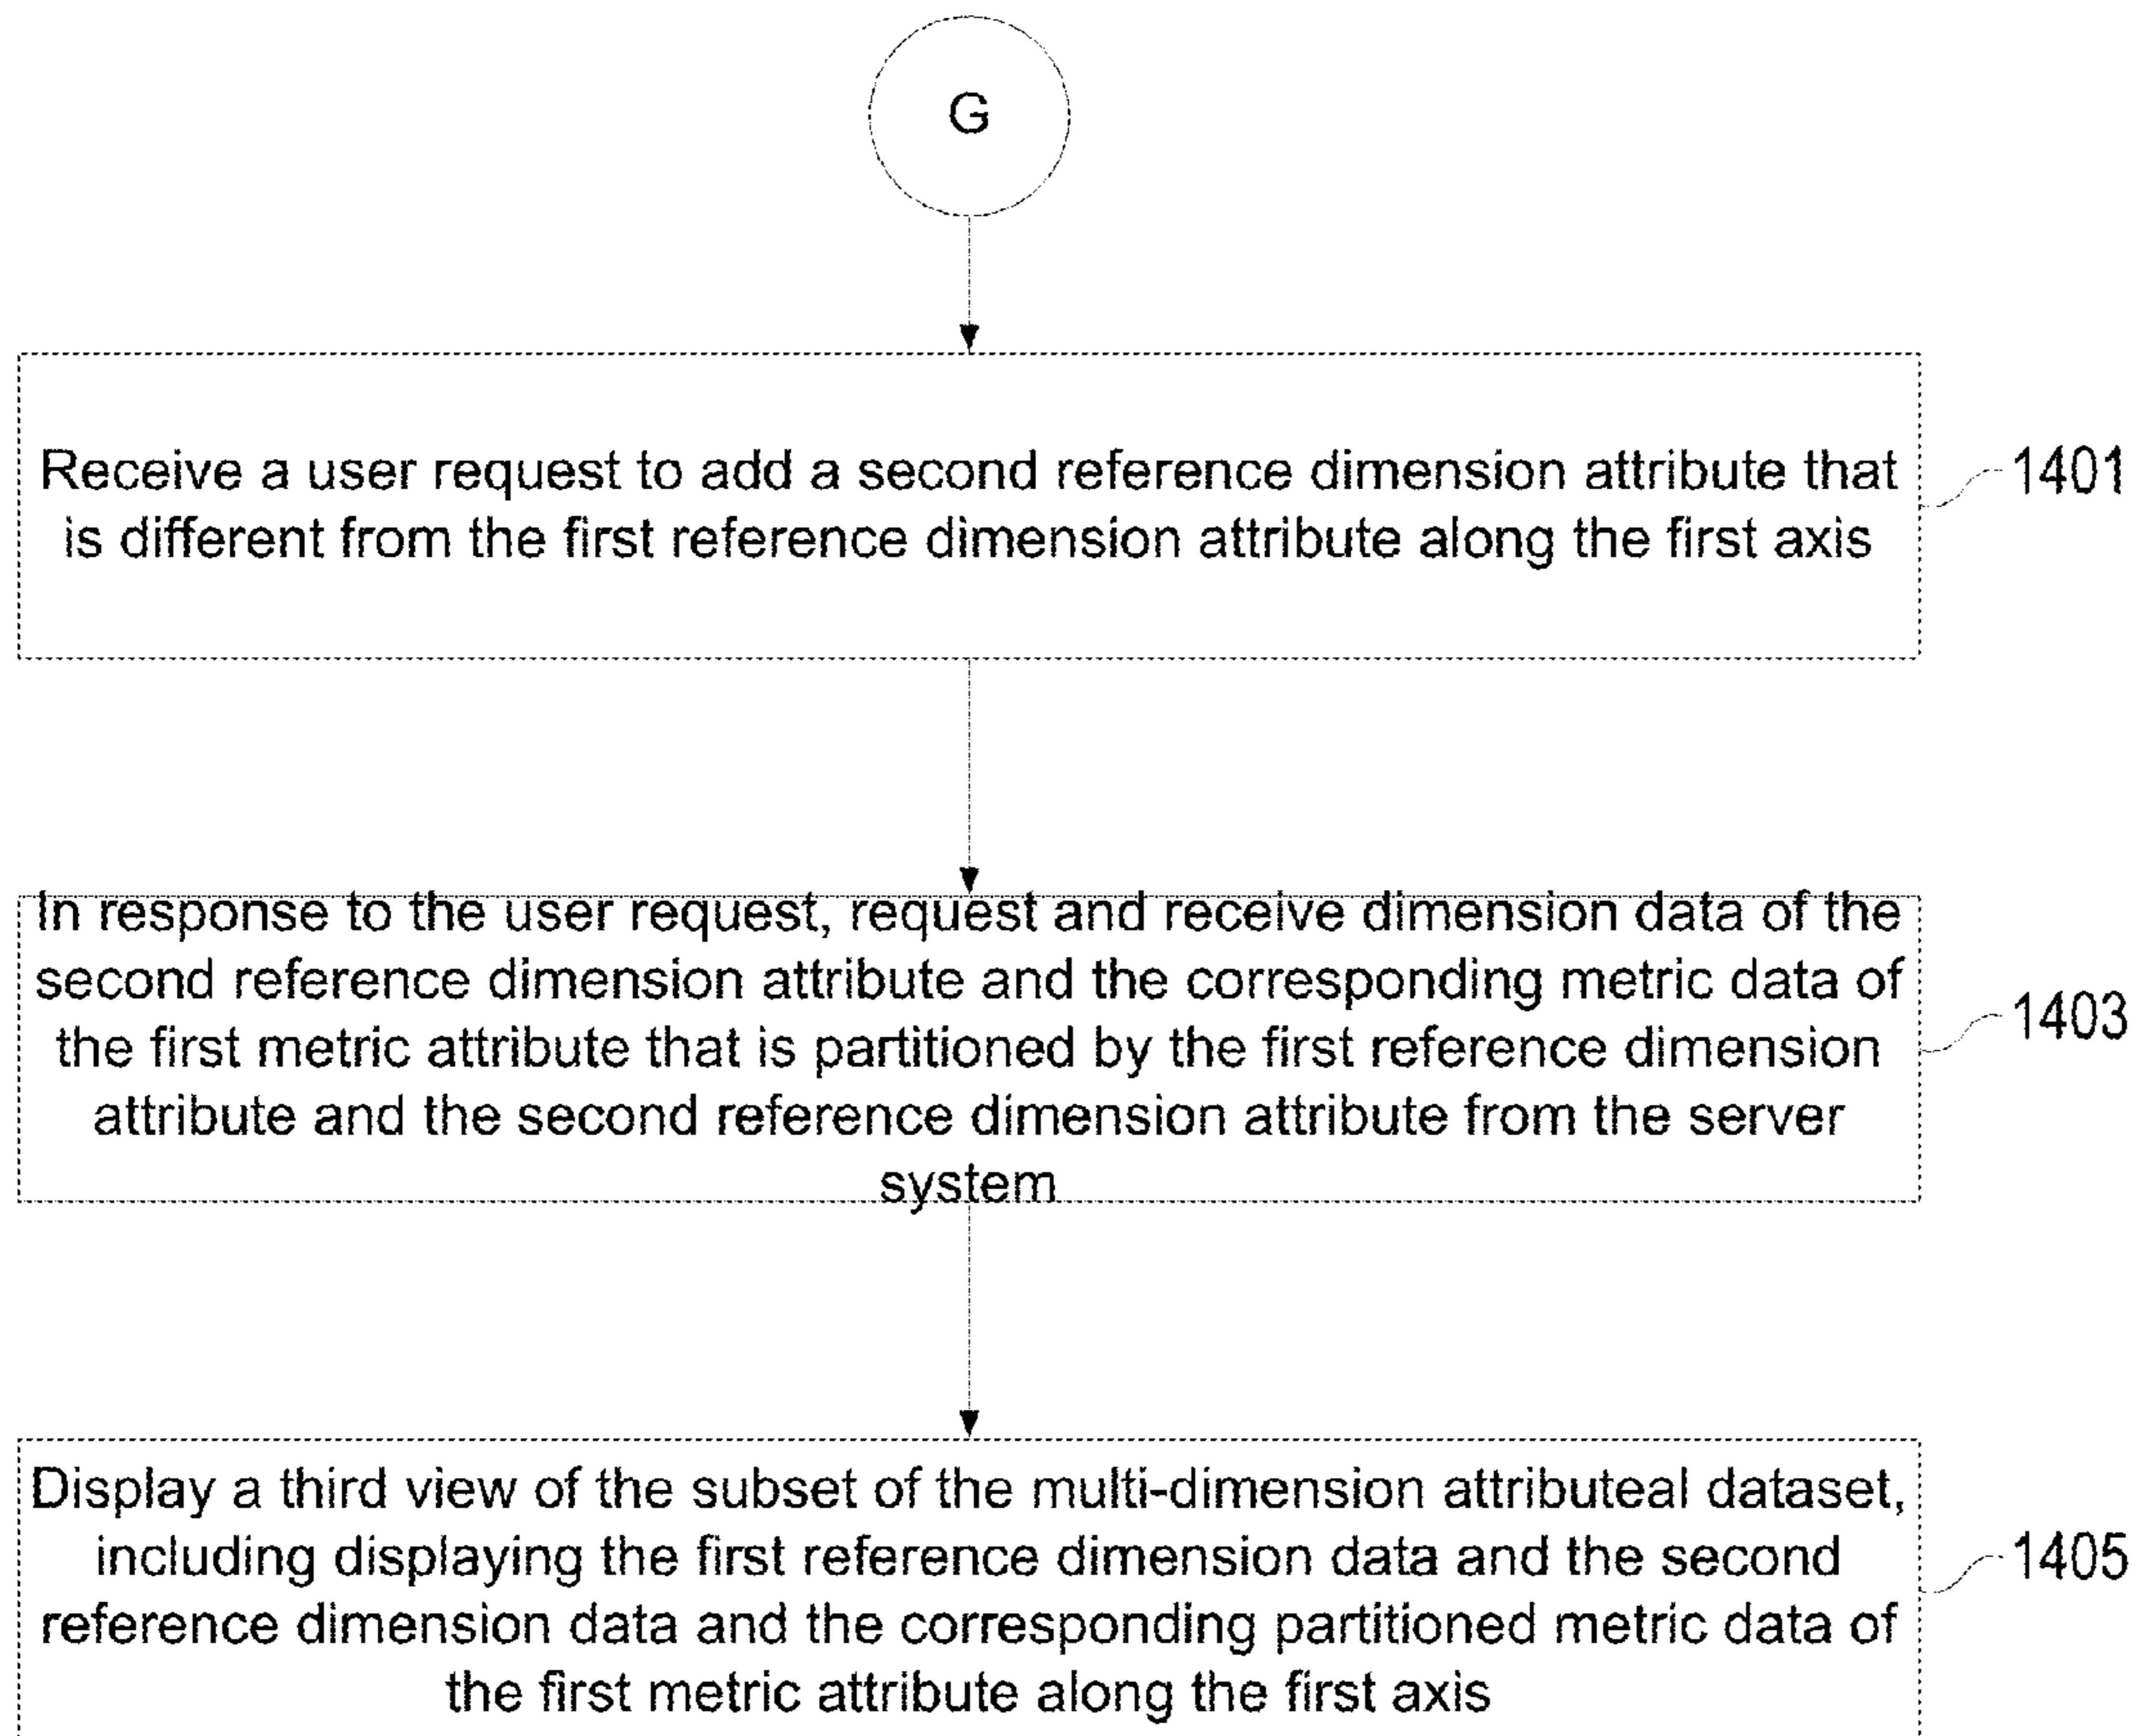 G
Receive a user request to add a second reference dimension attribute that
is different from the first reference dimension attribute along the first axis
1401
In response to the user request, request and receive dimension data of the
second reference dimension attribute and the corresponding metric data of
the first metric attribute that is partitioned by the first reference dimension
attribute and the second reference dimension attribute from the server
system
1403
Display a third view of the subset of the multi-dimension attributeal dataset,
including displaying the first reference dimension data and the second
reference dimension data and the corresponding partitioned metric data of
the first metric attribute along the first axis
1405